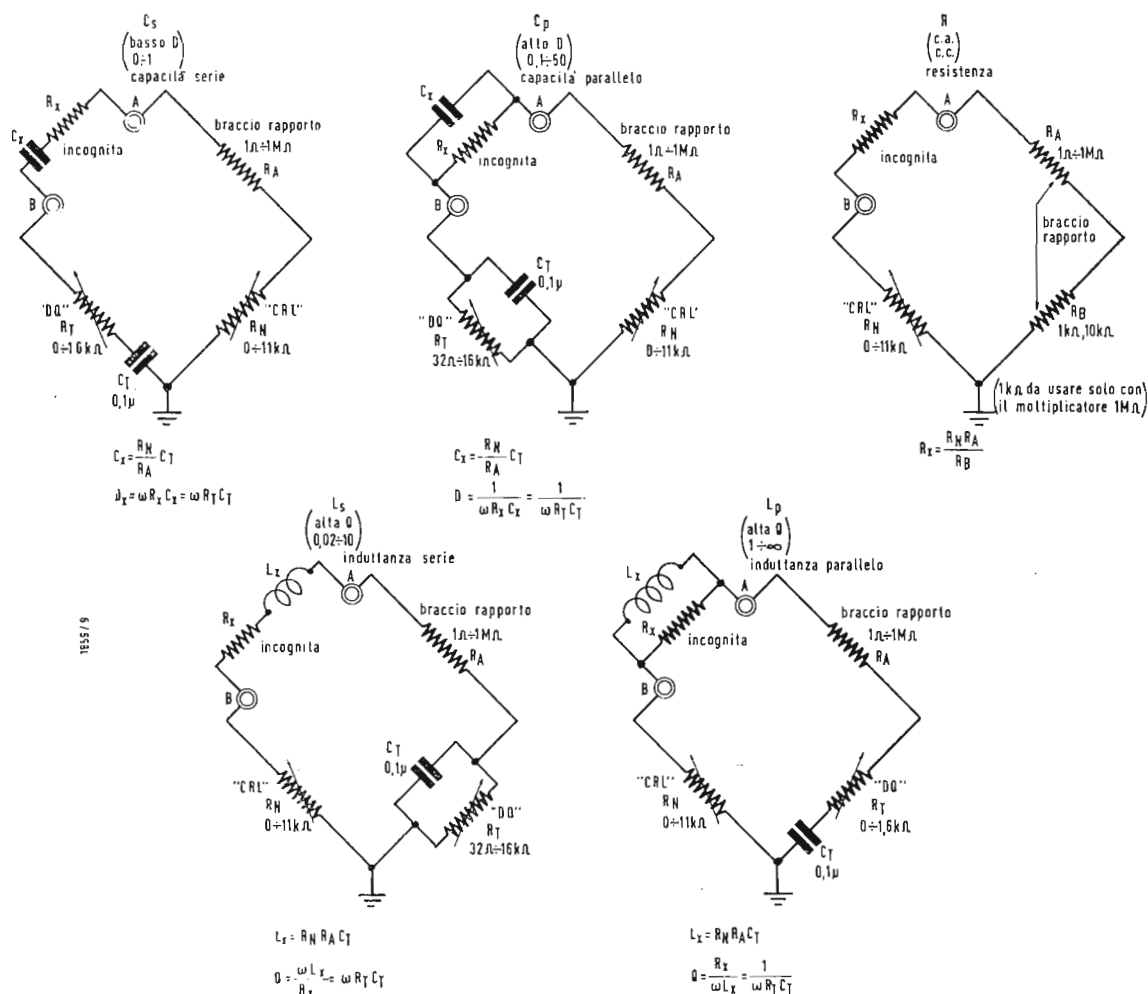 Cs
(basso D
0÷1)
capacità serie
Rx
A
Cx
incognita
braccio rapporto
1Ω÷1MΩ
RA
B
"DQ"
RT
0÷16kΩ
CT
0,1µ
"CRL"
RN
0÷11kΩ
Cx = RN/RA CT
Dx = ωRxCx = ωRTCT
Cp
(alto D
0,1÷50)
capacità paralelo
Cx
A
Rx
incognita
braccio rapporto
1Ω÷1MΩ
RA
B
CT
0,1µ
"DQ"
RT
32Ω÷16kΩ
"CRL"
RN
0÷11kΩ
Cx = RN/RA CT
D = 1/ωRxCx = 1/ωRTCT
R
(c.a.
c.c.)
resistenza
A
Rx
incognita
RA
1Ω÷1MΩ
B
braccio
rapporto
"CRL"
RN
0÷11kΩ
RB
1kΩ,10kΩ
(1kΩ da usare solo con
il moltiplicatore 1MΩ)
Rx = RNRA/RB
Ls
(alta Q
0,02÷10)
induttanza serie
Lx
A
Rx
incognita
braccio rapporto
1Ω÷1MΩ
RA
B
CT
0,1µ
"CRL"
RN
0÷11kΩ
"DQ"
RT
32Ω÷16kΩ
Lx = RNRACT
Q = ωLx/Rx = ωRTCT
Lp
(alta Q
1÷∞)
induttanza parallelo
Lx
A
Rx
incognita
braccio rapporto
1Ω÷1MΩ
RA
B
"CRL"
RN
0÷11kΩ
"DQ"
RT
0÷1,6kΩ
CT
0,1µ
Lx = RNRACT
Q = Rx/ωLx = 1/ωRTCT